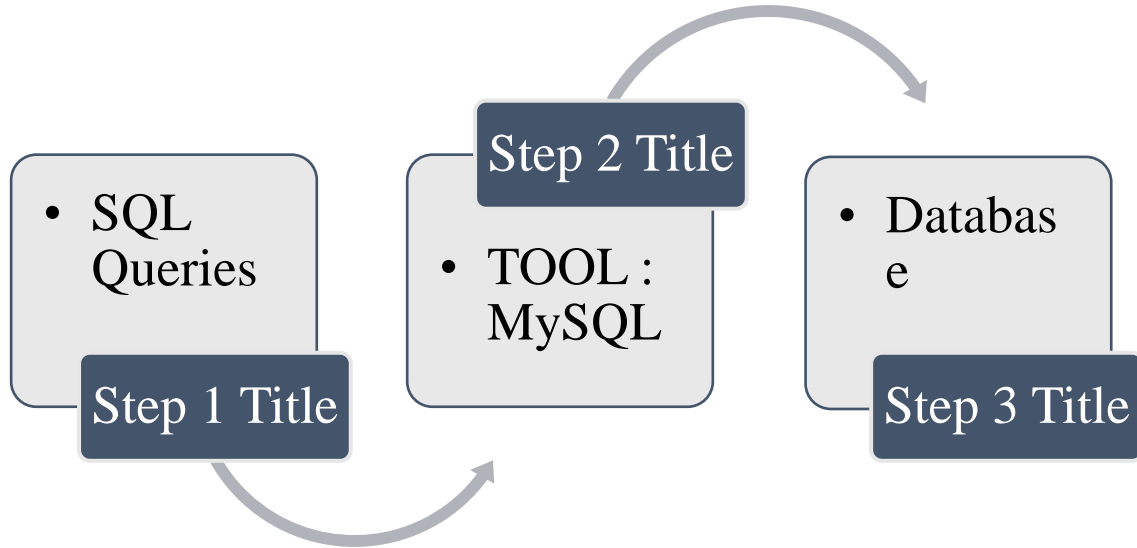 • SQL
Queries
Step 1 Title
Step 2 Title
• TOOL :
MySQL
• Databas
e
Step 3 Title